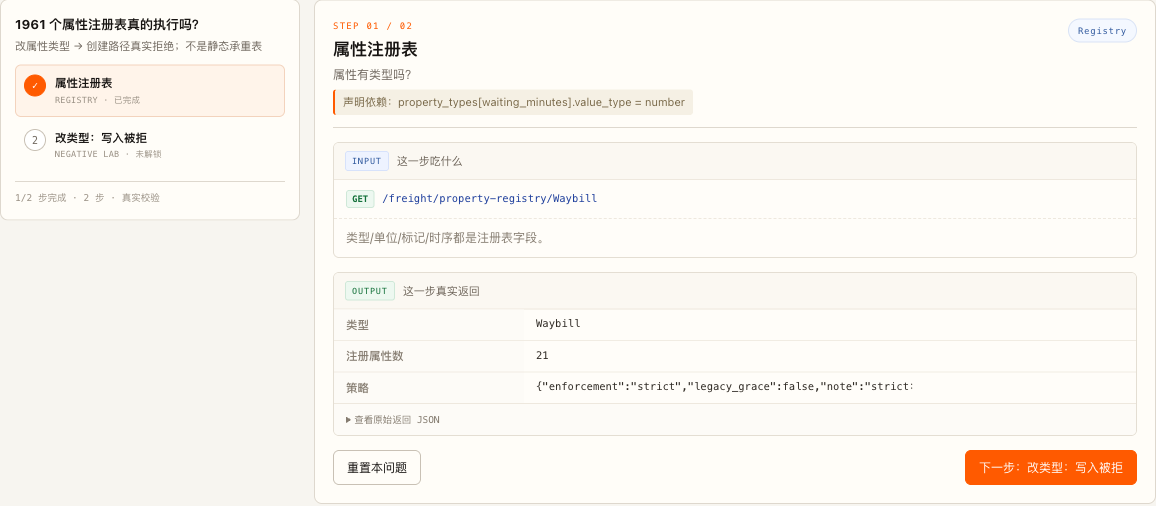 1961 个属性注册表真的执行吗?
改属性类型 → 创建路径真实拒绝；不是静态承重表
✓
属性注册表
REGISTRY · 已完成
2
改类型：写入被拒
NEGATIVE LAB · 未解锁
1/2 步完成 · 2 步 · 真实校验
STEP 01 / 02
Registry
属性注册表
属性有类型吗?
声明依赖：property_types[waiting_minutes].value_type = number
INPUT 这一步吃什么
GET /freight/property-registry/Waybill
类型/单位/标记/时序都是注册表字段。
OUTPUT 这一步真实返回
类型 Waybill
注册属性数 21
策略 {"enforcement":"strict","legacy_grace":false,"note":"strict:
▶ 查看原始返回 JSON
重置本问题
下一步：改类型：写入被拒